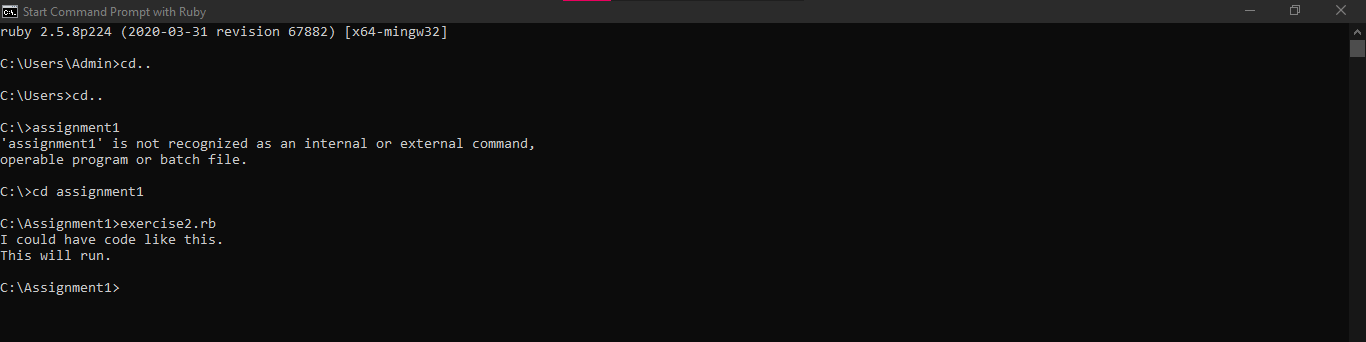 Start Command Prompt with Ruby
ruby 2.5.8p224 (2020-03-31 revision 67882) [x64-mingw32]
C:\Users\Admin>cd..
C:\Users>cd..
C:\>assignment1
'assignment1' is not recognized as an internal or external command,
operable program or batch file.
C:\>cd assignment1
C:\Assignment1>exercise2.rb
I could have code like this.
This will run.
C:\Assignment1>